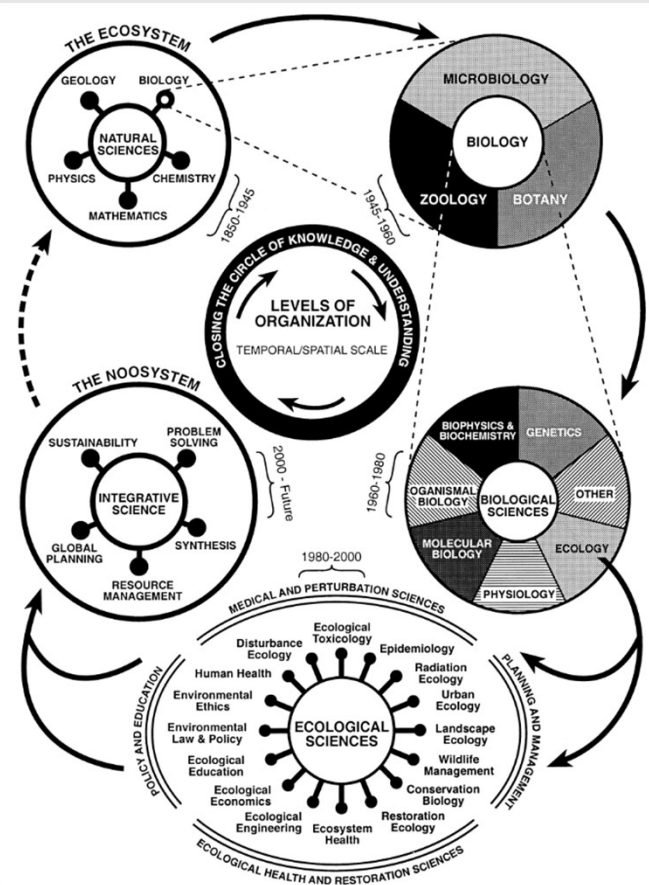 THE ECOSYSTEM
GEOLOGY
BIOLOGY
NATURAL
SCIENCES
PHYSICS
CHEMISTRY
MATHEMATICS
1850-1945
MICROBIOLOGY
BIOLOGY
ZOOLOGY
BOTANY
1945-1960
CLOSING THE CIRCLE OF KNOWLEDGE & UNDERSTANDING
LEVELS OF
ORGANIZATION
TEMPORAL/SPATIAL SCALE
THE NOOSYSTEM
SUSTAINABILITY
PROBLEM
SOLVING
INTEGRATIVE
SCIENCE
GLOBAL
PLANNING
SYNTHESIS
RESOURCE
MANAGEMENT
2000 - Future
1960-1980
BIOPHYSICS &
BIOCHEMISTRY
GENETICS
OGANISMAL
BIOLOGY
BIOLOGICAL
SCIENCES
OTHER
MOLECULAR
BIOLOGY
ECOLOGY
PHYSIOLOGY
1980-2000
MEDICAL AND PERTURBATION SCIENCES
Ecological
Toxicology
Disturbance
Ecology
Epidemiology
Human Health
Radiation
Ecology
Environmental
Ethics
Urban
Ecology
POLICY AND EDUCATION
Environmental
Law & Policy
ECOLOGICAL
SCIENCES
Landscape
Ecology
PLANNING AND MANAGEMENT
Ecological
Education
Wildlife
Management
Ecological
Economics
Conservation
Biology
Ecological
Engineering
Ecosystem
Health
Restoration
Ecology
ECOLOGICAL HEALTH AND RESTORATION SCIENCES